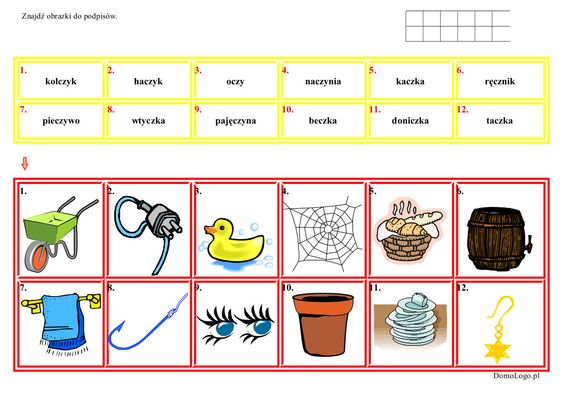 Znajdź obrazki do podpisów.
1. 2. 3. 4. 5. 6.
kolczyk haczyk oczy naczynia kaczka ręcznik
7. 8. 9. 10. 11. 12.
pieczywo wtyczka pajęczyna beczka doniczka taczka
1. 2. 3. 4. 5. 6.
7. 8. 9. 10. 11. 12.
DomoLogo.pl